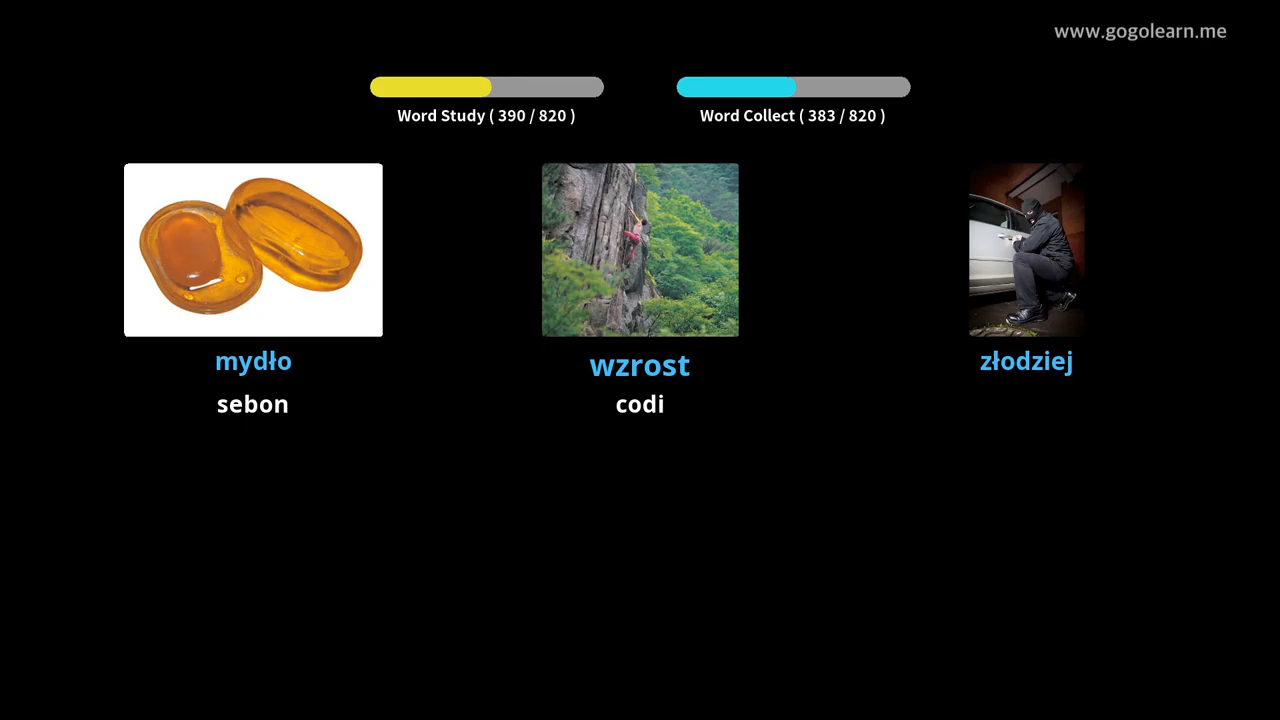 www.gogolearn.me
Word Study ( 390 / 820 )
Word Collect ( 383 / 820 )
mydło
wzrost
złodziej
sebon
codi